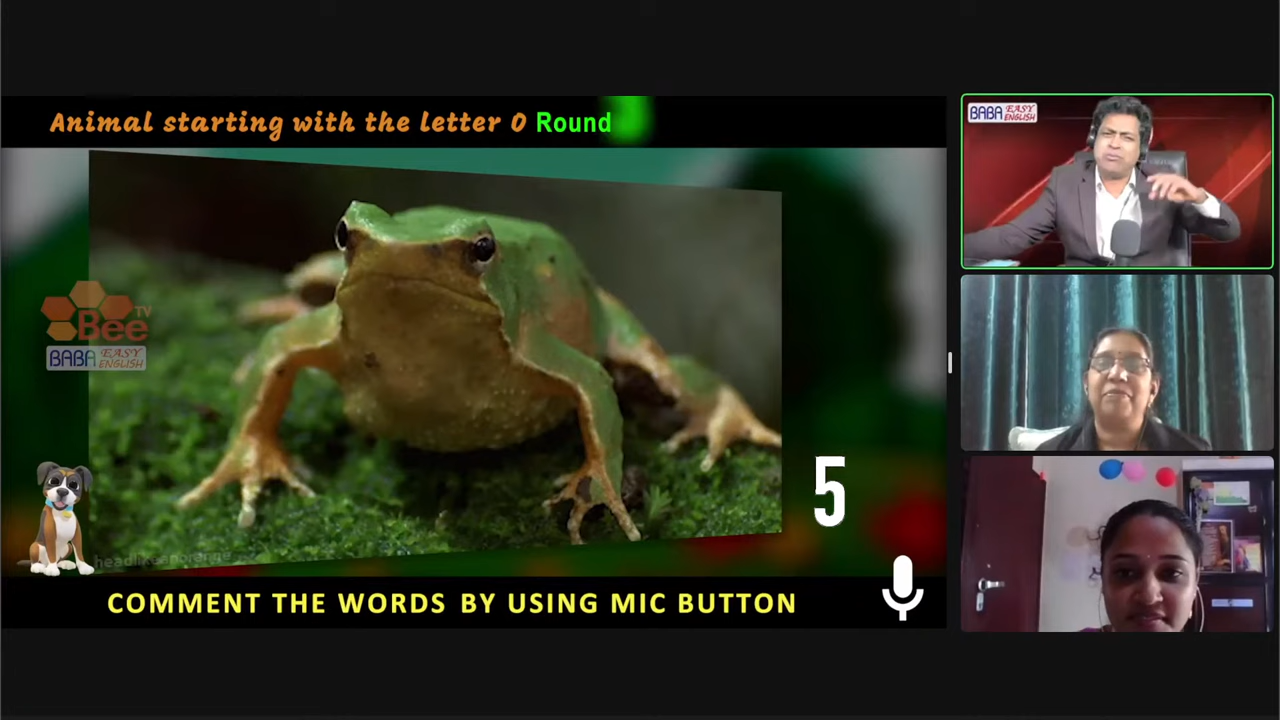 Animal starting with the letter O Round
TV
Bee
BABA EASY ENGLISH
5
headlikeanorange
COMMENT THE WORDS BY USING MIC BUTTON
BABA EASY ENGLISH